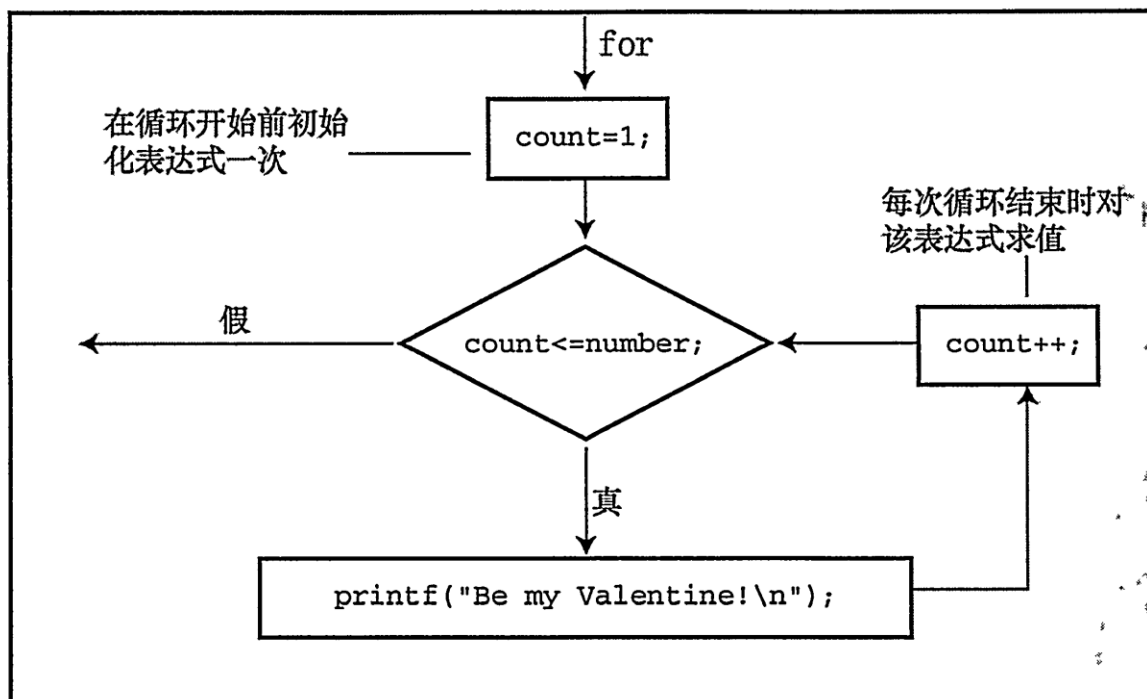 for
在循环开始前初始
化表达式一次
count=1;
每次循环结束时对
该表达式求值
假
count<=number;
count++;
真
printf("Be my Valentine!\n");